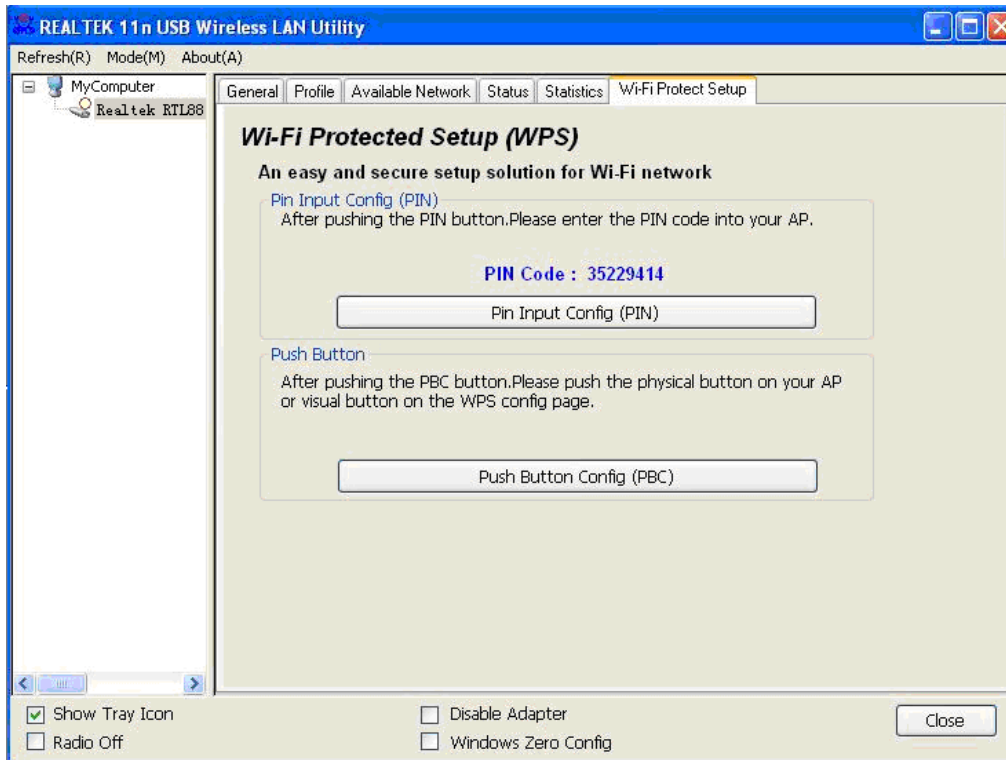 REALTEK 11n USB Wireless LAN Utility
Refresh(R) Mode(M) About(A)
MyComputer
Realtek RTL88
General Profile Available Network Status Statistics Wi-Fi Protect Setup
Wi-Fi Protected Setup (WPS)
An easy and secure setup solution for Wi-Fi network
Pin Input Config (PIN)
After pushing the PIN button.Please enter the PIN code into your AP.
PIN Code : 35229414
Pin Input Config (PIN)
Push Button
After pushing the PBC button.Please push the physical button on your AP
or visual button on the WPS config page.
Push Button Config (PBC)
Show Tray Icon
Radio Off
Disable Adapter
Windows Zero Config
Close